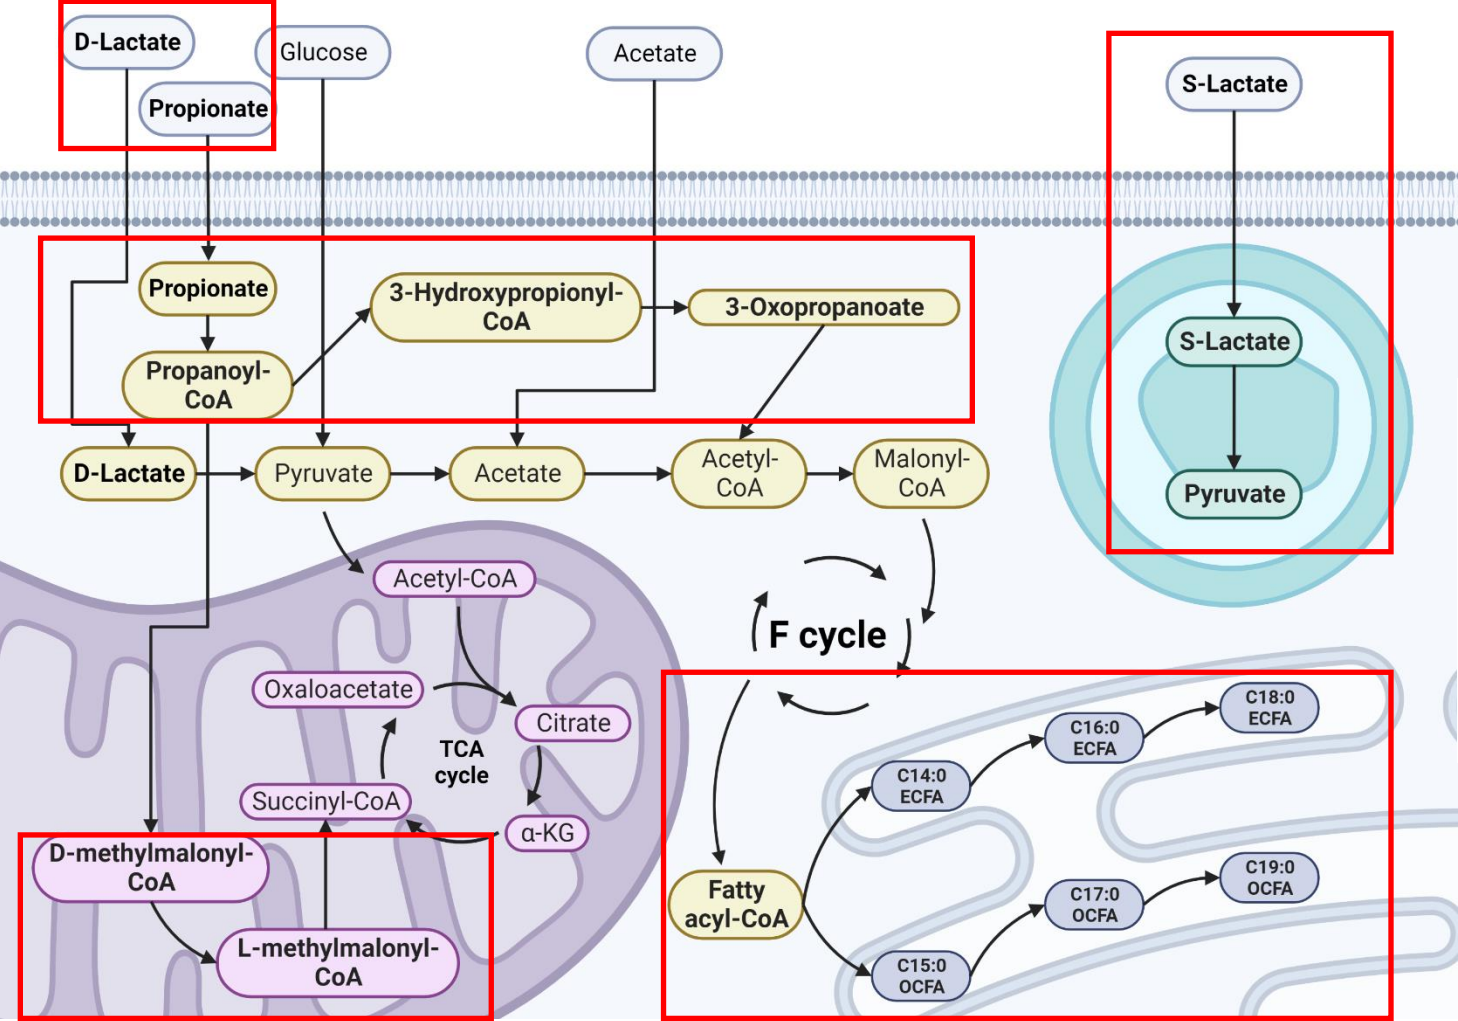 D-Lactate
Glucose
Acetate
S-Lactate
Propionate
Propionate
3-Hydroxypropionyl-
CoA
3-Oxopropanoate
S-Lactate
Propanoyl-
CoA
D-Lactate
Pyruvate
Acetate
Acetyl-
CoA
Malonyl-
CoA
Pyruvate
Acetyl-CoA
F cycle
Oxaloacetate
Citrate
TCA
cycle
Succinyl-CoA
α-KG
D-methylmalonyl-
CoA
L-methylmalonyl-
CoA
Fatty
acyl-CoA
C14:0
ECFA
C16:0
ECFA
C18:0
ECFA
C15:0
OCFA
C17:0
OCFA
C19:0
OCFA